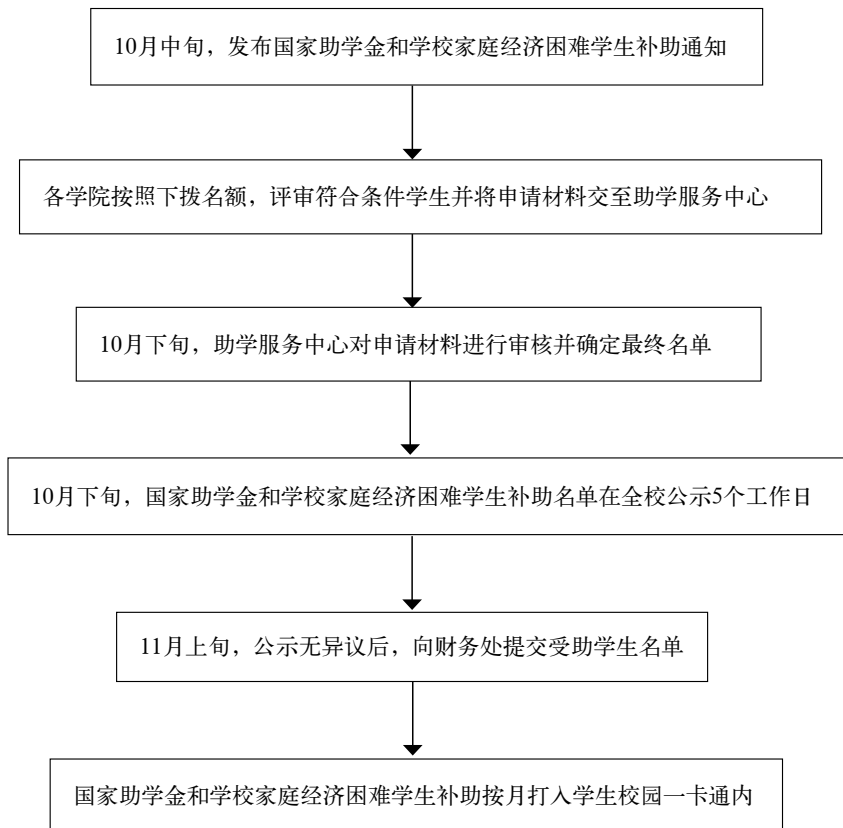 10月中旬，发布国家助学金和学校家庭经济困难学生补助通知
各学院按照下拨名额，评审符合条件学生并将申请材料交至助学服务中心
10月下旬，助学服务中心对申请材料进行审核并确定最终名单
10月下旬，国家助学金和学校家庭经济困难学生补助名单在全校公示5个工作日
11月上旬，公示无异议后，向财务处提交受助学生名单
国家助学金和学校家庭经济困难学生补助按月打入学生校园一卡通内